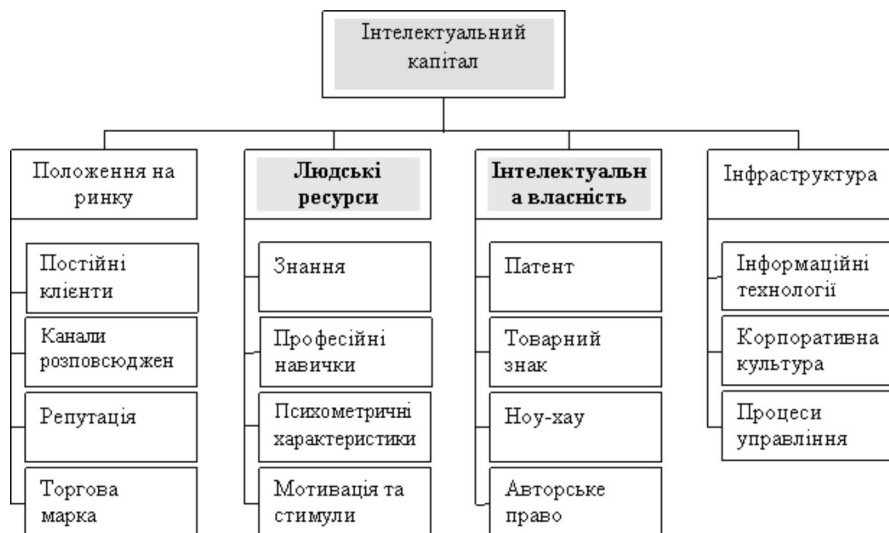 Інтелектуальний
капітал
Положення на
ринку
Людські
ресурси
Інтелектуальн
а власність
Інфраструктура
Постійні
клієнти
Канали
розповсюджен
Репутація
Торгова
марка
Знання
Професійні
навички
Психометричні
характеристики
Мотивація та
стимули
Патент
Товарний
знак
Ноу-хау
Авторське
право
Інформаційні
технології
Корпоративна
культура
Процеси
управління